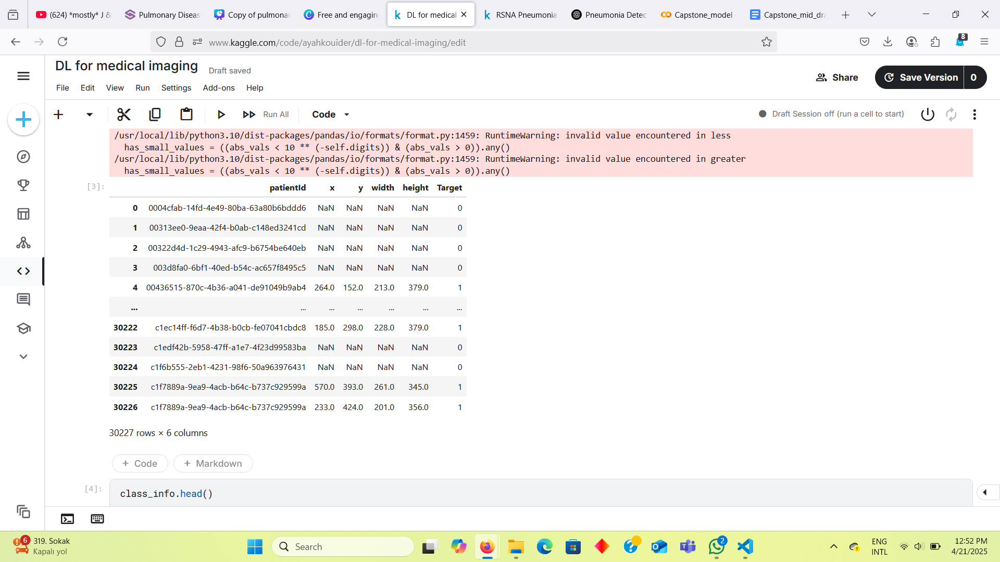 (624) *mostly* J &
Pulmonary Diseas
Copy of pulmonar
Free and engagin
DL for medical
RSNA Pneumonia
Pneumonia Detec
Capstone_model -
Capstone_mid_dra
www.kaggle.com/code/ayahkouider/dl-for-medical-imaging/edit
8
DL for medical imaging
Draft saved
Share
Save Version
0
File Edit View Run Settings Add-ons Help
Run All
Code
Draft Session off (run a cell to start)
/usr/local/lib/python3.10/dist-packages/pandas/io/formats/format.py:1459: RuntimeWarning: invalid value encountered in less
has_small_values = ((abs_vals < 10 ** (-self.digits)) & (abs_vals > 0)).any()
/usr/local/lib/python3.10/dist-packages/pandas/io/formats/format.py:1459: RuntimeWarning: invalid value encountered in greater
has_small_values = ((abs_vals < 10 ** (-self.digits)) & (abs_vals > 0)).any()
[3]:
patientId x y width height Target
0 0004cfab-14fd-4e49-80ba-63a80b6bddd6 NaN NaN NaN NaN 0
1 00313ee0-9eaa-42f4-b0ab-c148ed3241cd NaN NaN NaN NaN 0
2 00322d4d-1c29-4943-afc9-b6754be640eb NaN NaN NaN NaN 0
3 003d8fa0-6bf1-40ed-b54c-ac657f8495c5 NaN NaN NaN NaN 0
4 00436515-870c-4b36-a041-de91049b9ab4 264.0 152.0 213.0 379.0 1
... ... ... ... ... ... ...
30222 c1ec14ff-f6d7-4b38-b0cb-fe07041cbdc8 185.0 298.0 228.0 379.0 1
30223 c1edf42b-5958-47ff-a1e7-4f23d99583ba NaN NaN NaN NaN 0
30224 c1f6b555-2eb1-4231-98f6-50a963976431 NaN NaN NaN NaN 0
30225 c1f7889a-9ea9-4acb-b64c-b737c929599a 570.0 393.0 261.0 345.0 1
30226 c1f7889a-9ea9-4acb-b64c-b737c929599a 233.0 424.0 201.0 356.0 1
30227 rows × 6 columns
+ Code
+ Markdown
[4]:
class_info.head()
6
319. Sokak
Kapalı yol
Search
2
ENG
INTL
12:52 PM
4/21/2025